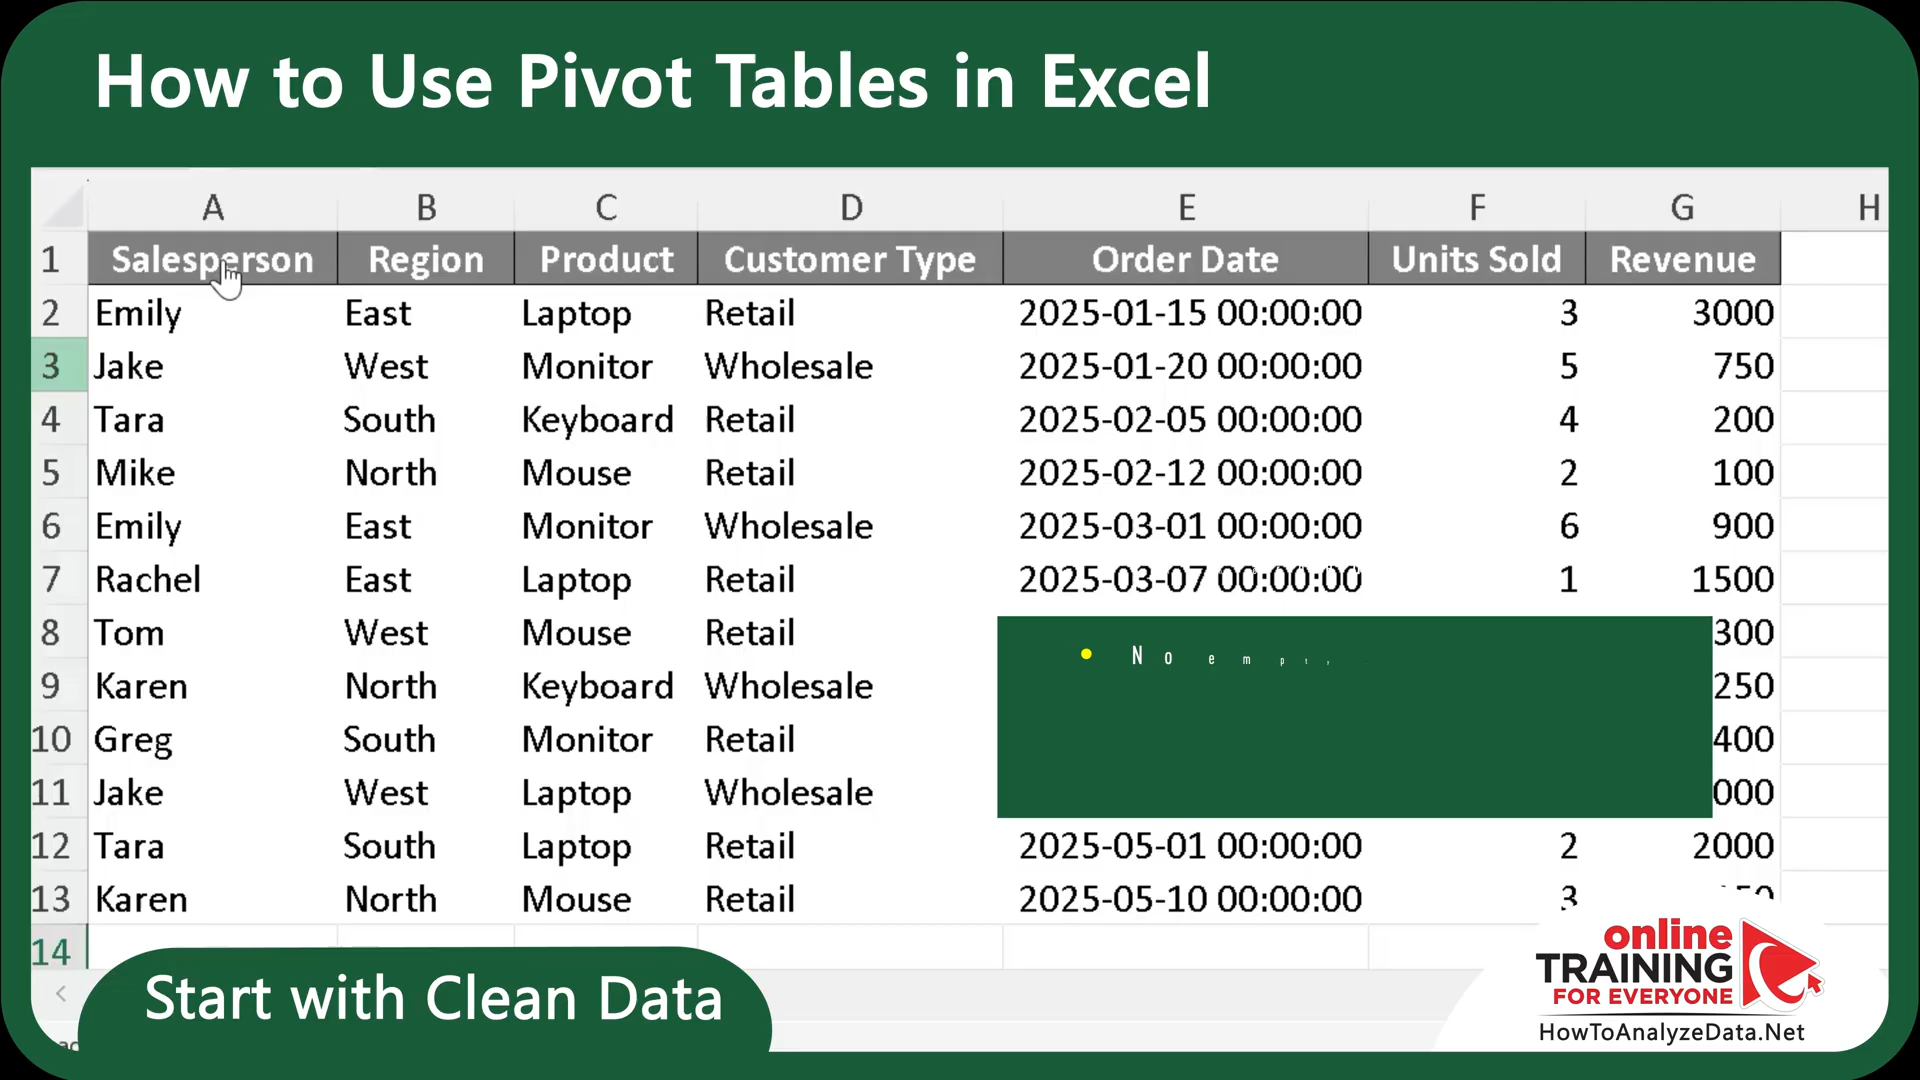 How to Use Pivot Tables in Excel
A B C D E F G H
1 Salesperson Region Product Customer Type Order Date Units Sold Revenue
2 Emily East Laptop Retail 2025-01-15 00:00:00 3 3000
3 Jake West Monitor Wholesale 2025-01-20 00:00:00 5 750
4 Tara South Keyboard Retail 2025-02-05 00:00:00 4 200
5 Mike North Mouse Retail 2025-02-12 00:00:00 2 100
6 Emily East Monitor Wholesale 2025-03-01 00:00:00 6 900
7 Rachel East Laptop Retail 2025-03-07 00:00:00 1 1500
8 Tom West Mouse Retail 300
No empt
9 Karen North Keyboard Wholesale 250
10 Greg South Monitor Retail 400
11 Jake West Laptop Wholesale 000
12 Tara South Laptop Retail 2025-05-01 00:00:00 2 2000
13 Karen North Mouse Retail 2025-05-10 00:00:00 3
14
Start with Clean Data
online
TRAINING
FOR EVERYONE
HowToAnalyzeData.Net